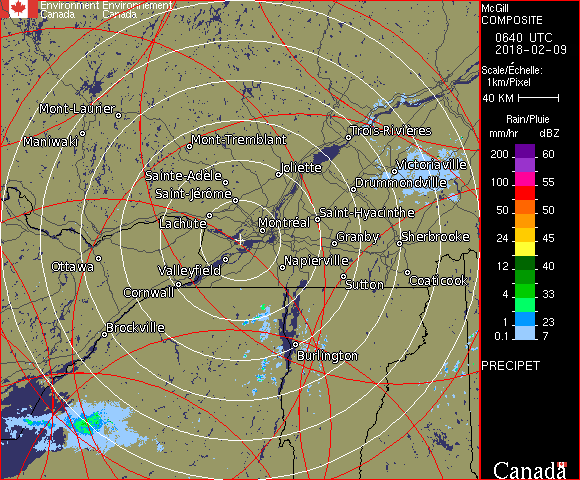 Environment Environnement
Canada Canada
McGill
COMPOSITE
0640 UTC
2018-02-09
Scale/Échelle:
1km/Pixel
40 KM
Rain/Pluie
mm/hr dBZ
200 60
155 55
100 55
50 50
24 45
12 40
4 33
1 23
0.1 7
PRECIPET
Canada
Mont-Laurier
Maniwaki
Mont-Tremblant
Trois-Rivières
Sainte-Adèle
Joliette
Victoriaville
Saint-Jérôme
Drummondville
Lachute
Montréal
Saint-Hyacinthe
Granby
Sherbrooke
Ottawa
Valleyfield
Napierville
Cornwall
Sutton
Coaticook
Brockville
Burlington